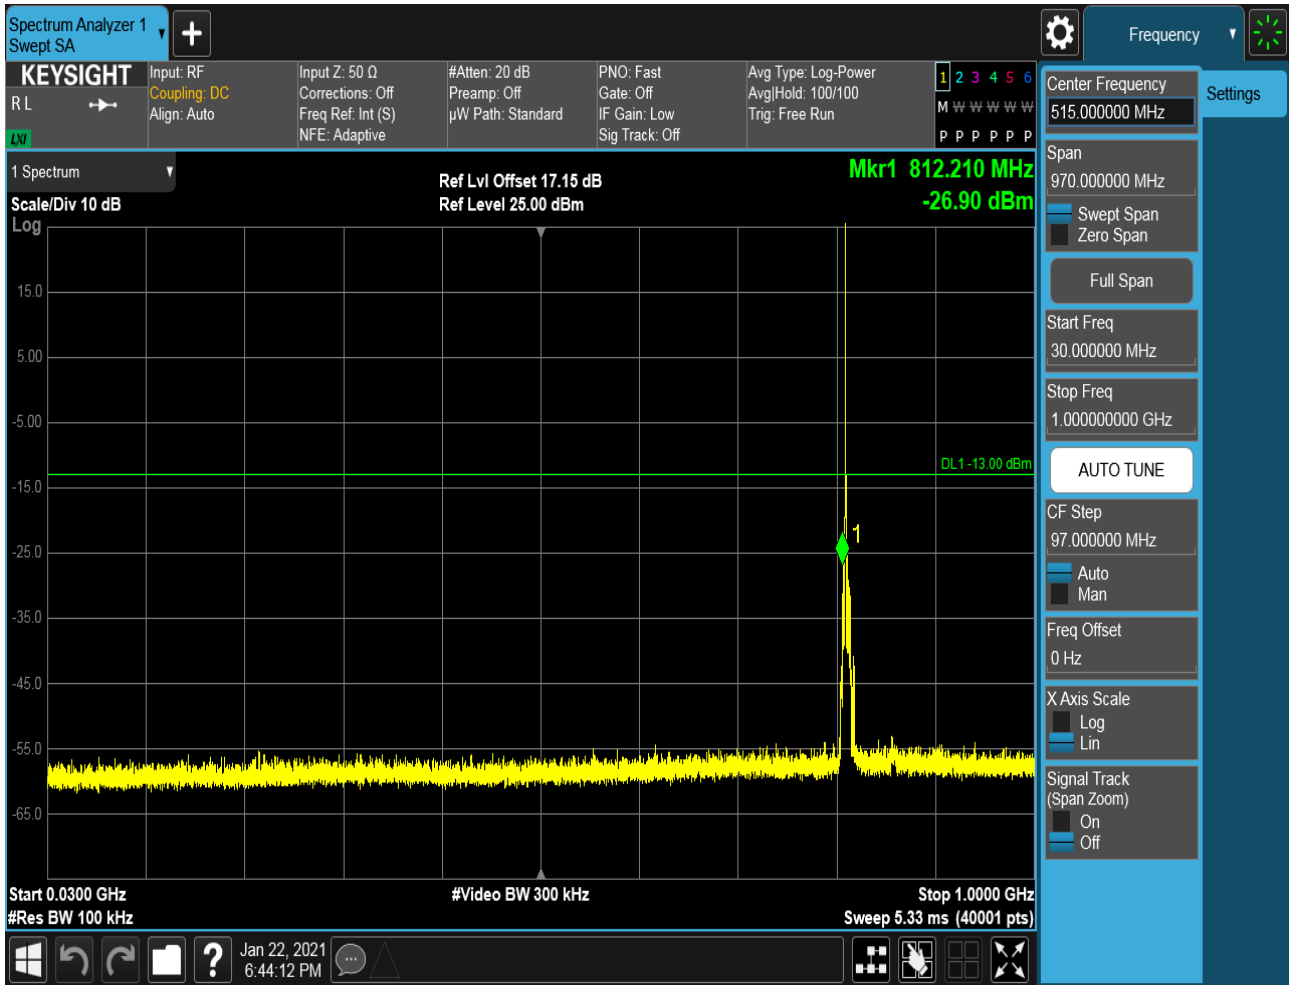 Spectrum Analyzer 1
Swept SA
Frequency
KEYSIGHT
R L
LXI
Input: RF
Coupling: DC
Align: Auto
Input Z: 50 Ω
Corrections: Off
Freq Ref: Int (S)
NFE: Adaptive
#Atten: 20 dB
Preamp: Off
µW Path: Standard
PNO: Fast
Gate: Off
IF Gain: Low
Sig Track: Off
Avg Type: Log-Power
Avg|Hold: 100/100
Trig: Free Run
1 2 3 4 5 6
M W W W W W
P P P P P P
1 Spectrum
Scale/Div 10 dB
Log
Ref Lvl Offset 17.15 dB
Ref Level 25.00 dBm
Mkr1 812.210 MHz
-26.90 dBm
15.0
5.00
-5.00
DL1 -13.00 dBm
-15.0
1
-25.0
-35.0
-45.0
-55.0
-65.0
Start 0.0300 GHz
#Video BW 300 kHz
Stop 1.0000 GHz
#Res BW 100 kHz
Sweep 5.33 ms (40001 pts)
Jan 22, 2021
6:44:12 PM
Center Frequency
515.000000 MHz
Settings
Span
970.000000 MHz
Swept Span
Zero Span
Full Span
Start Freq
30.000000 MHz
Stop Freq
1.000000000 GHz
AUTO TUNE
CF Step
97.000000 MHz
Auto
Man
Freq Offset
0 Hz
X Axis Scale
Log
Lin
Signal Track
(Span Zoom)
On
Off